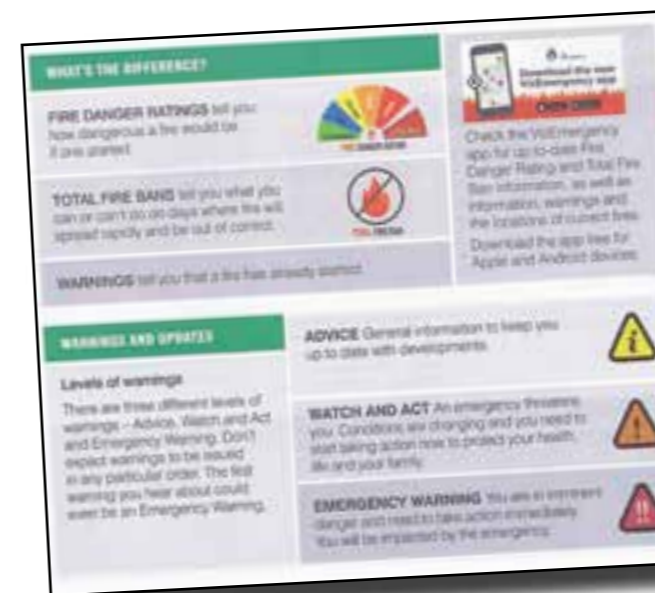 WHAT'S THE DIFFERENCE?
FIRE DANGER RATINGS tell you
how dangerous a fire would be
if one started.
TOTAL FIRE BANS tell you what you
can or can't do on days where fire will
spread rapidly and be out of control.
WARNINGS tell you that a fire has already started.
Download the new
VicEmergency app
Check the VicEmergency
app for up-to-date Fire
Danger Rating and Total Fire
Ban information, as well as
information, warnings and
the locations of current fires.
Download the app free for
Apple and Android devices.
WARNINGS AND UPDATES
Levels of warnings
There are three different levels of
warnings – Advice, Watch and Act
and Emergency Warning. Don't
expect warnings to be issued
in any particular order. The first
warning you hear about could
even be an Emergency Warning.
ADVICE General information to keep you
up to date with developments.
WATCH AND ACT An emergency threatens
you. Conditions are changing and you need to
start taking action now to protect your health,
life and your family.
EMERGENCY WARNING You are in imminent
danger and need to take action immediately.
You will be impacted by the emergency.